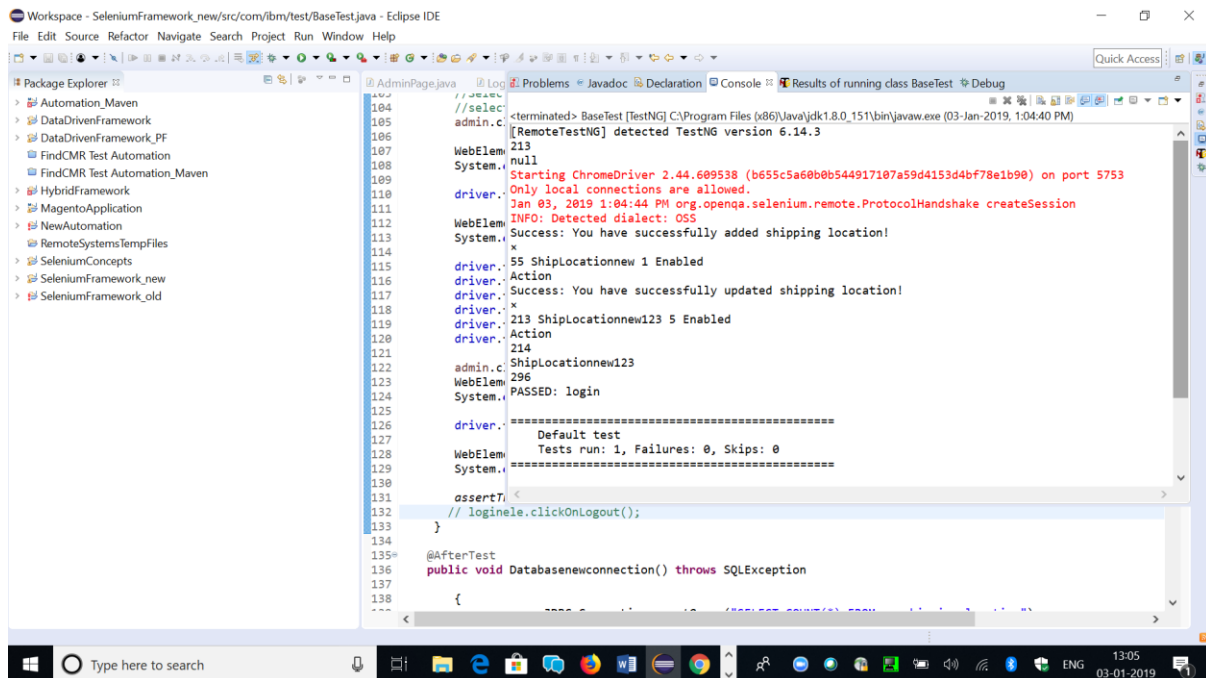 Workspace - SeleniumFramework_new/src/com/ibm/test/BaseTest.java - Eclipse IDE
File Edit Source Refactor Navigate Search Project Run Window Help
Quick Access
Package Explorer
Automation_Maven
DataDrivenFramework
DataDrivenFramework_PF
FindCMR Test Automation
FindCMR Test Automation_Maven
HybridFramework
MagentoApplication
NewAutomation
RemoteSystemsTempFiles
SeleniumConcepts
SeleniumFramework_new
SeleniumFramework_old
AdminPage.java Log
104 //selec
105 admin.c
106
107 WebElem
108 System.
109
110 driver.
111
112 WebElem
113 System.
114
115 driver.
116 driver.
117 driver.
118 driver.
119 driver.
120 driver.
121
122 admin.c
123 WebElem
124 System.
125
126 driver.
127
128 WebElem
129 System.
130
131 assertT
132 // loginele.clickOnLogout();
133 }
134
135 @AfterTest
136 public void Databasenewconnection() throws SQLException
137
138 {
Problems Javadoc Declaration Console Results of running class BaseTest Debug
<terminated> BaseTest [TestNG] C:\Program Files (x86)\Java\jdk1.8.0_151\bin\javaw.exe (03-Jan-2019, 1:04:40 PM)
[RemoteTestNG] detected TestNG version 6.14.3
213
null
Starting ChromeDriver 2.44.609538 (b655c5a60b0b544917107a59d4153d4bf78e1b90) on port 5753
Only local connections are allowed.
Jan 03, 2019 1:04:44 PM org.openqa.selenium.remote.ProtocolHandshake createSession
INFO: Detected dialect: OSS
Success: You have successfully added shipping location!
×
55 ShipLocationnew 1 Enabled
Action
Success: You have successfully updated shipping location!
×
213 ShipLocationnew123 5 Enabled
Action
214
ShipLocationnew123
296
PASSED: login
===============================================
Default test
Tests run: 1, Failures: 0, Skips: 0
===============================================
Type here to search
ENG
13:05
03-01-2019
1